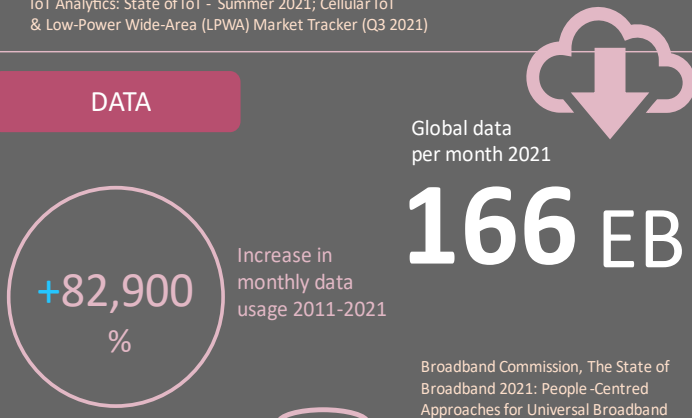 IoT Analytics: State of IoT - Summer 2021; Cellular IoT
& Low-Power Wide-Area (LPWA) Market Tracker (Q3 2021)
DATA
Global data
per month 2021
166 EB
+82,900
%
Increase in
monthly data
usage 2011-2021
Broadband Commission, The State of
Broadband 2021: People-Centred
Approaches for Universal Broadband